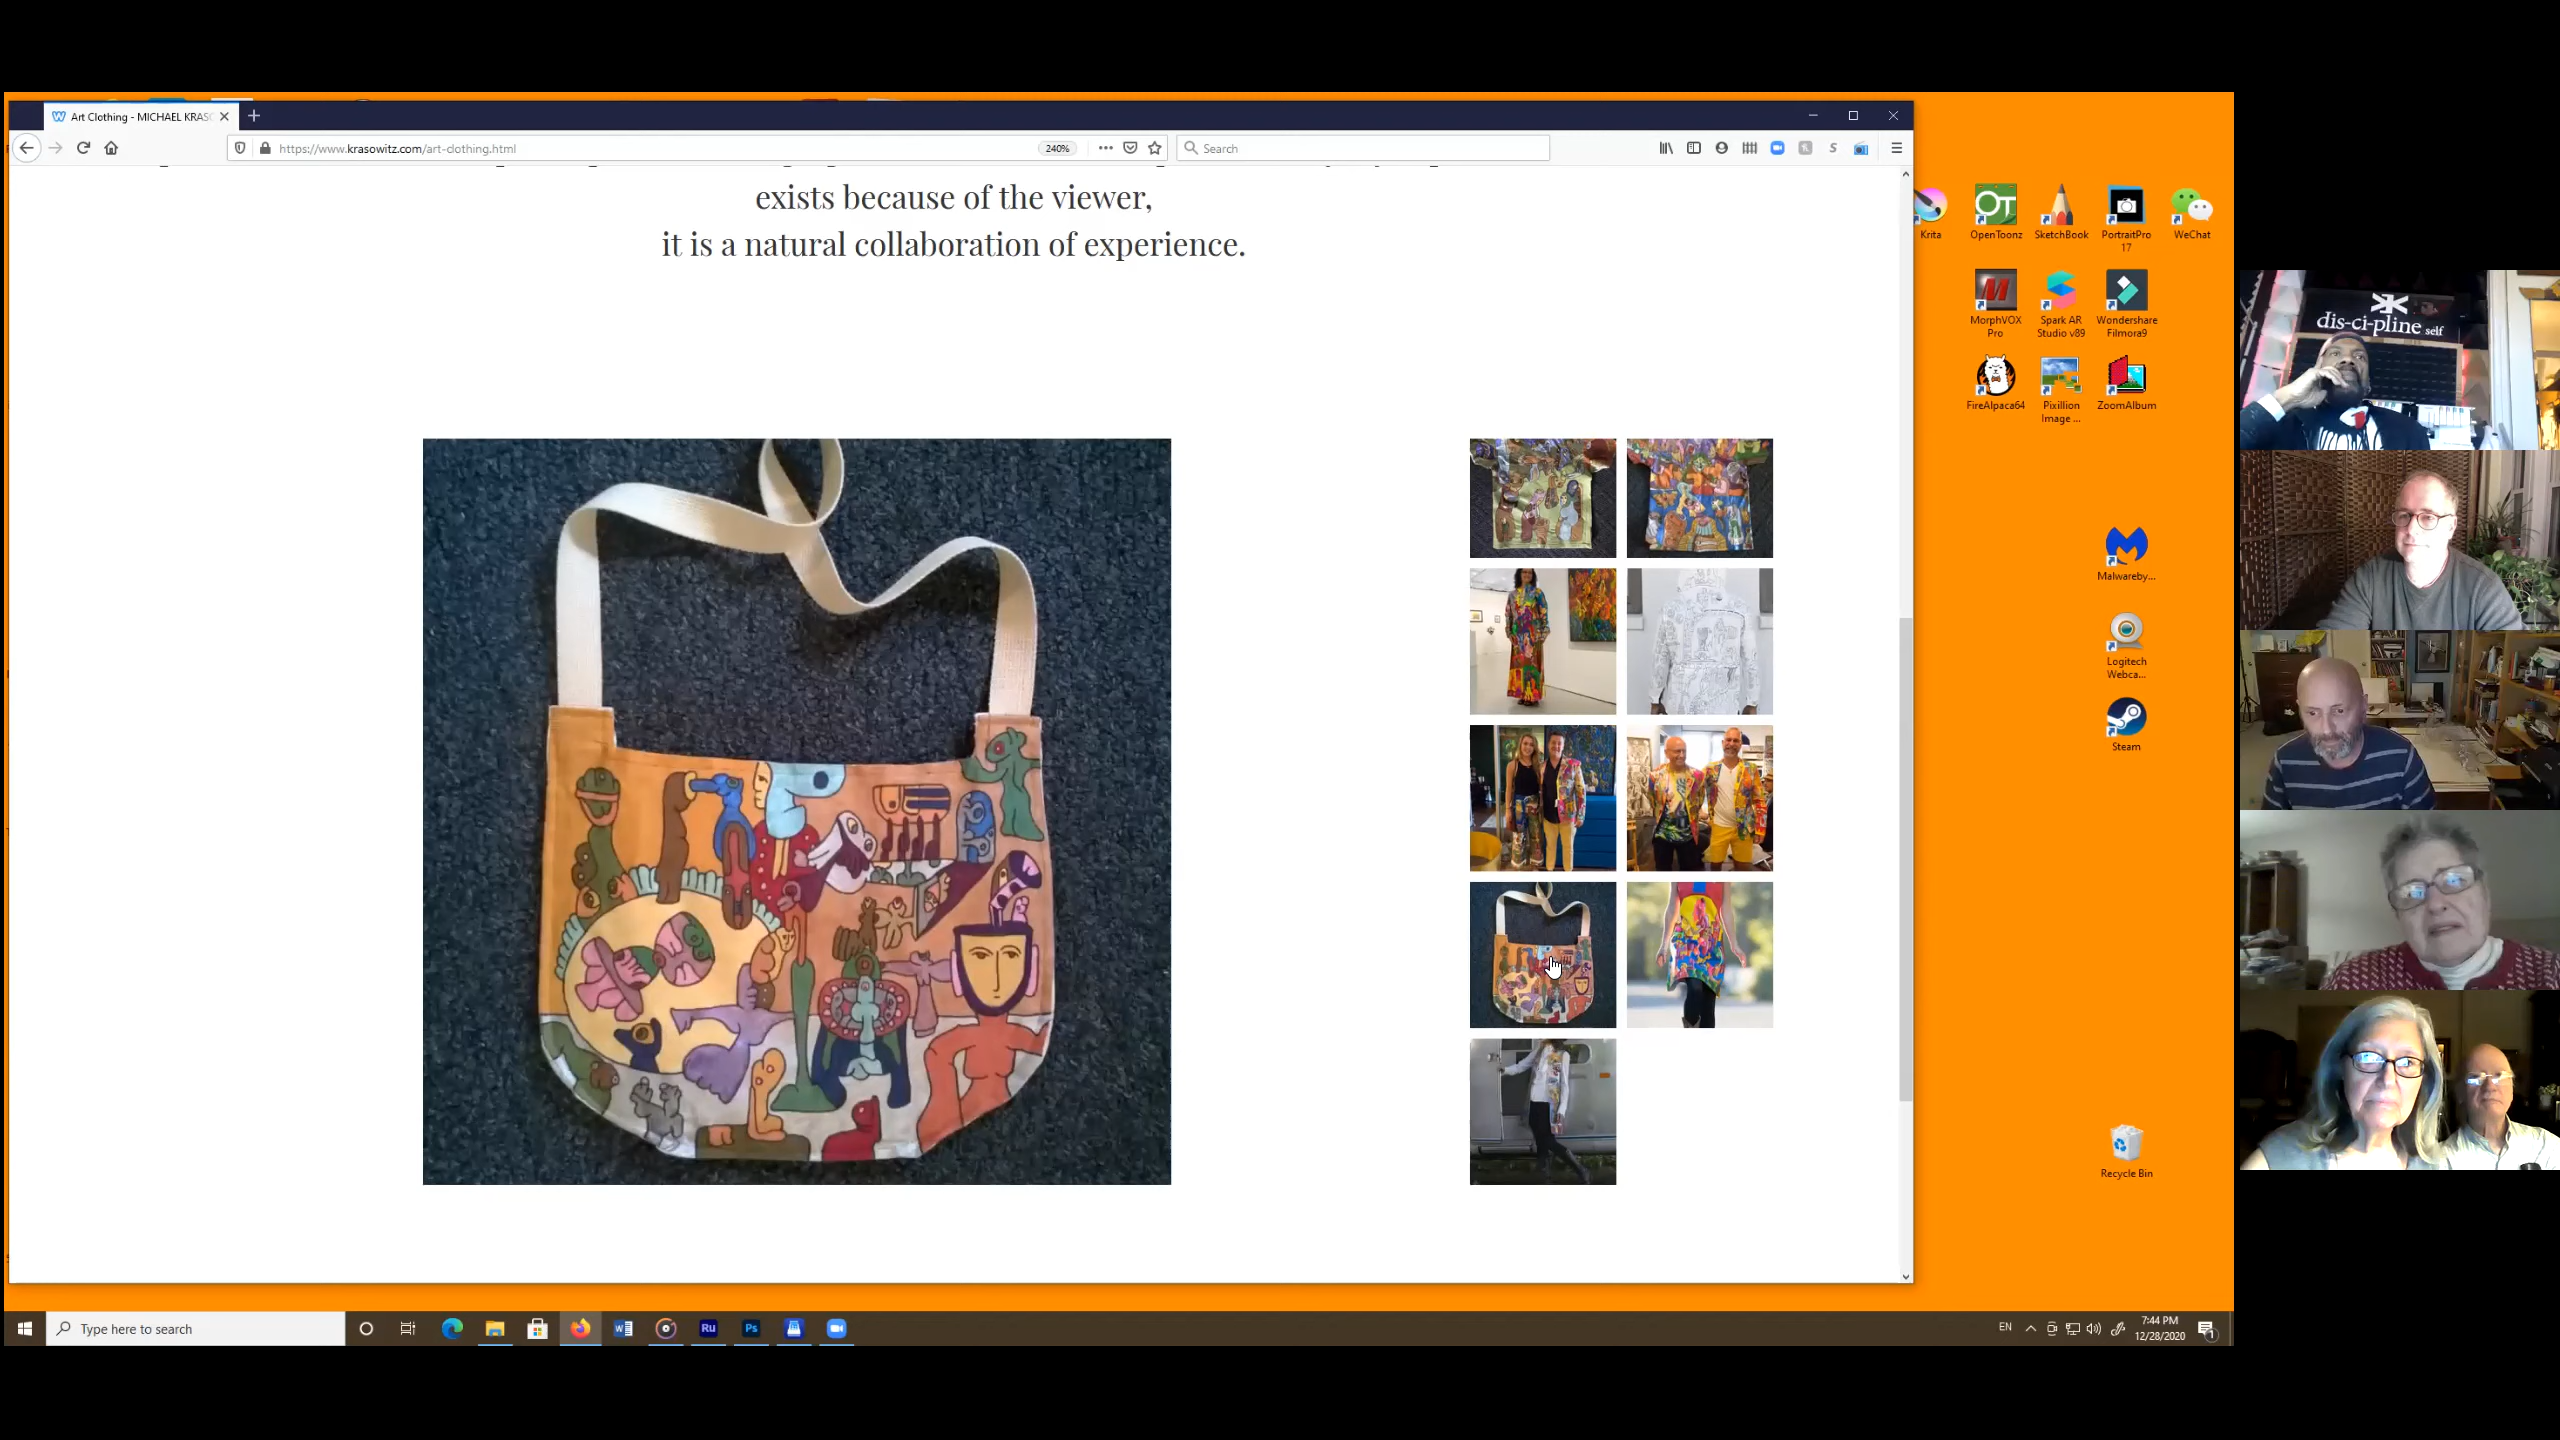 Art Clothing - MICHAEL KRAS
https://www.krasowitz.com/art-clothing.html
240%
Search
exists because of the viewer,
it is a natural collaboration of experience.
Krita
OpenToonz
SketchBook
PortraitPro
17
WeChat
MorphVOX
Pro
Spark AR
Studio v89
Wondershare
Filmora9
FireAlpaca64
Pixillion
Image ...
ZoomAlbum
Malwareby...
Logitech
Webca...
Steam
Recycle Bin
dis-ci-pline self
Type here to search
Ru
Ps
EN
7:44 PM
12/28/2020
1